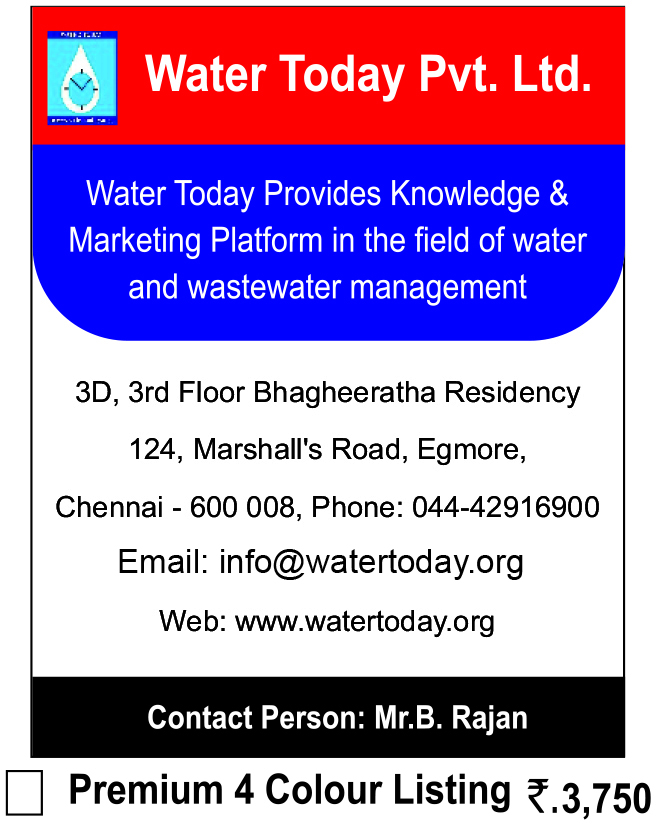 WATER TODAY
Water Today Pvt. Ltd.
Water Today Provides Knowledge &
Marketing Platform in the field of water
and wastewater management
3D, 3rd Floor Bhagheeratha Residency
124, Marshall's Road, Egmore,
Chennai - 600 008, Phone: 044-42916900
Email: info@watertoday.org
Web: www.watertoday.org
Contact Person: Mr.B. Rajan
Premium 4 Colour Listing ₹.3,750